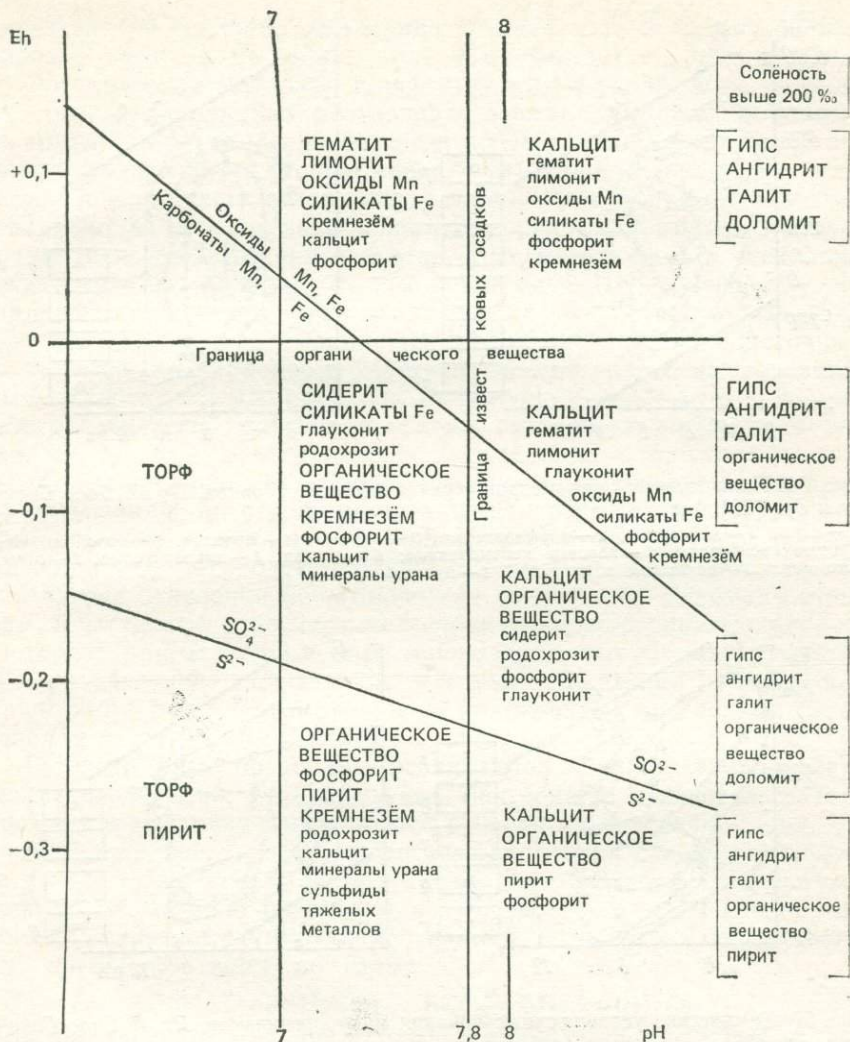 7
8
Eh
Солёность
выше 200 ‰
+0,1
ГЕМАТИТ
ЛИМОНИТ
ОКСИДЫ Mn
СИЛИКАТЫ Fe
кремнезём
кальцит
фосфорит
КАЛЬЦИТ
гематит
лимонит
оксиды Mn
силикаты Fe
фосфорит
кремнезём
ГИПС
АНГИДРИТ
ГАЛИТ
ДОЛОМИТ
Оксиды Mn, Fe
Карбонаты Mn, Fe
0
Граница органи ческого вещества
Граница извест ковых осадков
СИДЕРИТ
СИЛИКАТЫ Fe
глауконит
родохрозит
ОРГАНИЧЕСКОЕ
ВЕЩЕСТВО
КРЕМНЕЗЁМ
ФОСФОРИТ
кальцит
минералы урана
ТОРФ
−0,1
КАЛЬЦИТ
гематит
лимонит
глауконит
оксиды Mn
силикаты Fe
фосфорит
кремнезём
ГИПС
АНГИДРИТ
ГАЛИТ
органическое
вещество
доломит
КАЛЬЦИТ
ОРГАНИЧЕСКОЕ
ВЕЩЕСТВО
сидерит
родохрозит
фосфорит
глауконит
SO₄²⁻
S²⁻
−0,2
гипс
ангидрит
галит
органическое
вещество
доломит
SO²⁻
S²⁻
ТОРФ
ПИРИТ
ОРГАНИЧЕСКОЕ
ВЕЩЕСТВО
ФОСФОРИТ
ПИРИТ
КРЕМНЕЗЁМ
родохрозит
кальцит
минералы урана
сульфиды
тяжелых
металлов
−0,3
КАЛЬЦИТ
ОРГАНИЧЕСКОЕ
ВЕЩЕСТВО
пирит
фосфорит
гипс
ангидрит
галит
органическое
вещество
пирит
7
7,8
8
pH